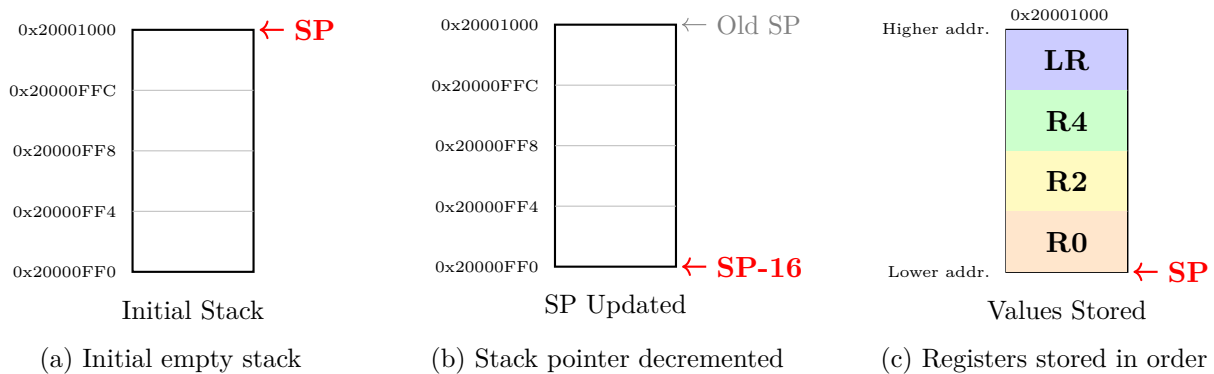 0x20001000
← SP
0x20000FFC
0x20000FF8
0x20000FF4
0x20000FF0
Initial Stack
(a) Initial empty stack
0x20001000
← Old SP
0x20000FFC
0x20000FF8
0x20000FF4
0x20000FF0
← SP-16
SP Updated
(b) Stack pointer decremented
0x20001000
Higher addr.
LR
R4
R2
R0
Lower addr.
← SP
Values Stored
(c) Registers stored in order